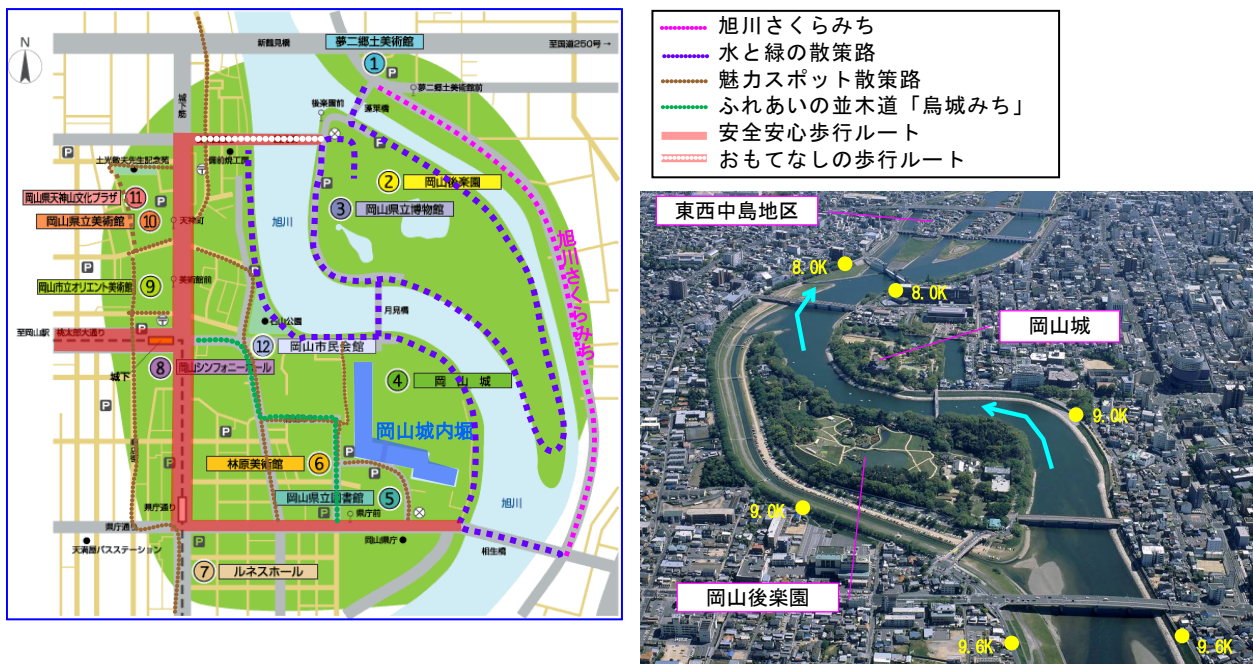 N
新鶴見橋
夢二郷土美術館
至国道250号→
①
P
夢二郷土美術館前
蓬莱橋
後楽園前
城下筋
P
土光敏夫先生記念苑
備前焼工房
P
岡山県天神山文化プラザ
⑪
P
② 岡山後楽園
岡山県立美術館
⑩
天神町
③ 岡山県立博物館
旭川
旭川さくらみち
P
美術館前
P
岡山市立オリエント美術館
⑨
月見橋
石山公園
至岡山駅
桃太郎大通り
P
⑫ 岡山市民会館
⑧ 岡山シンフォニーホール
城下
④ 岡山城
P
岡山城内堀
P
P
林原美術館 ⑥
P
P
岡山県立図書館 ⑤
県庁通り
P
県庁前
旭川
県庁通り
天満屋バスステーション
P
岡山県庁
相生橋
⑦ ルネスホール
旭川さくらみち
水と緑の散策路
魅力スポット散策路
ふれあいの並木道「烏城みち」
安全安心歩行ルート
おもてなしの歩行ルート
東西中島地区
8.0K
8.0K
岡山城
9.0K
9.0K
岡山後楽園
9.6K
9.6K